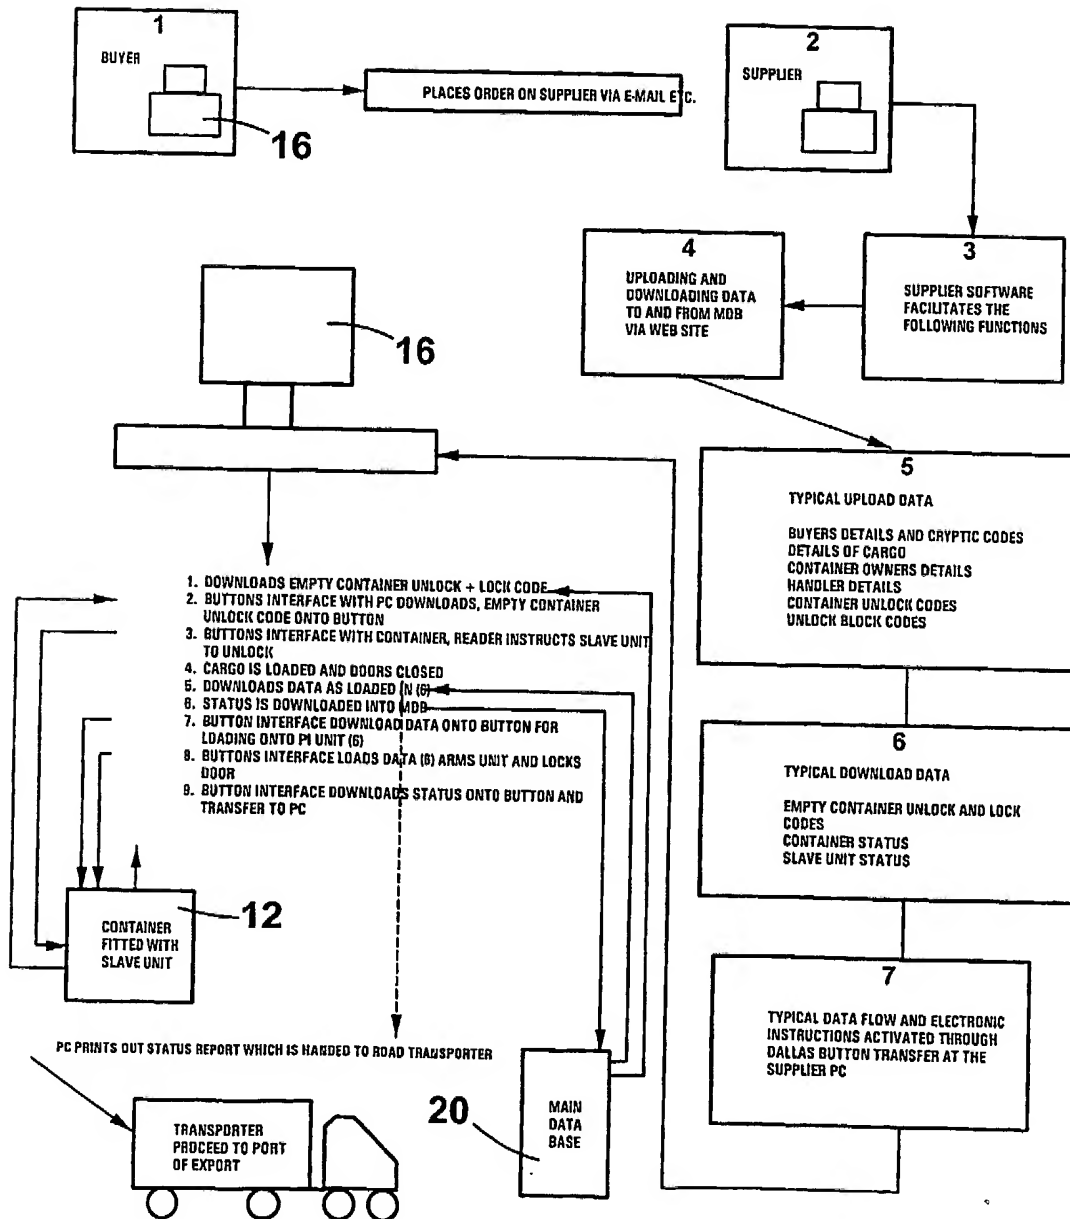 1
BUYER
16
PLACES ORDER ON SUPPLIER VIA E-MAIL ETC.
2
SUPPLIER
3
SUPPLIER SOFTWARE
FACILITATES THE
FOLLOWING FUNCTIONS
4
UPLOADING AND
DOWNLOADING DATA
TO AND FROM MDB
VIA WEB SITE
16
5
TYPICAL UPLOAD DATA
BUYERS DETAILS AND CRYPTIC CODES
DETAILS OF CARGO
CONTAINER OWNERS DETAILS
HANDLER DETAILS
CONTAINER UNLOCK CODES
UNLOCK BLOCK CODES
6
TYPICAL DOWNLOAD DATA
EMPTY CONTAINER UNLOCK AND LOCK
CODES
CONTAINER STATUS
SLAVE UNIT STATUS
7
TYPICAL DATA FLOW AND ELECTRONIC
INSTRUCTIONS ACTIVATED THROUGH
DALLAS BUTTON TRANSFER AT THE
SUPPLIER PC
1. DOWNLOADS EMPTY CONTAINER UNLOCK + LOCK CODE
2. BUTTONS INTERFACE WITH PC DOWNLOADS, EMPTY CONTAINER
UNLOCK CODE ONTO BUTTON
3. BUTTONS INTERFACE WITH CONTAINER, READER INSTRUCTS SLAVE UNIT
TO UNLOCK
4. CARGO IS LOADED AND DOORS CLOSED
5. DOWNLOADS DATA AS LOADED IN (6)
6. STATUS IS DOWNLOADED INTO MDB
7. BUTTON INTERFACE DOWNLOAD DATA ONTO BUTTON FOR
LOADING ONTO PI UNIT (6)
8. BUTTONS INTERFACE LOADS DATA (6) ARMS UNIT AND LOCKS
DOOR
9. BUTTON INTERFACE DOWNLOADS STATUS ONTO BUTTON AND
TRANSFER TO PC
CONTAINER
FITTED WITH
SLAVE UNIT
12
PC PRINTS OUT STATUS REPORT WHICH IS HANDED TO ROAD TRANSPORTER
TRANSPORTER
PROCEED TO PORT
OF EXPORT
20
MAIN
DATA
BASE